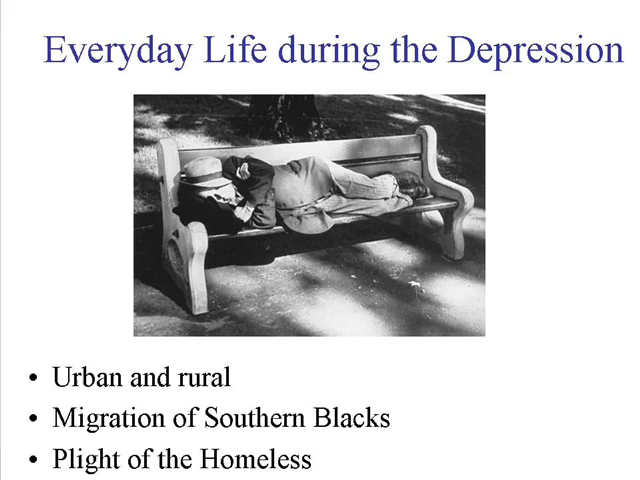 Everyday Life during the Depression
• Urban and rural
• Migration of Southern Blacks
• Plight of the Homeless